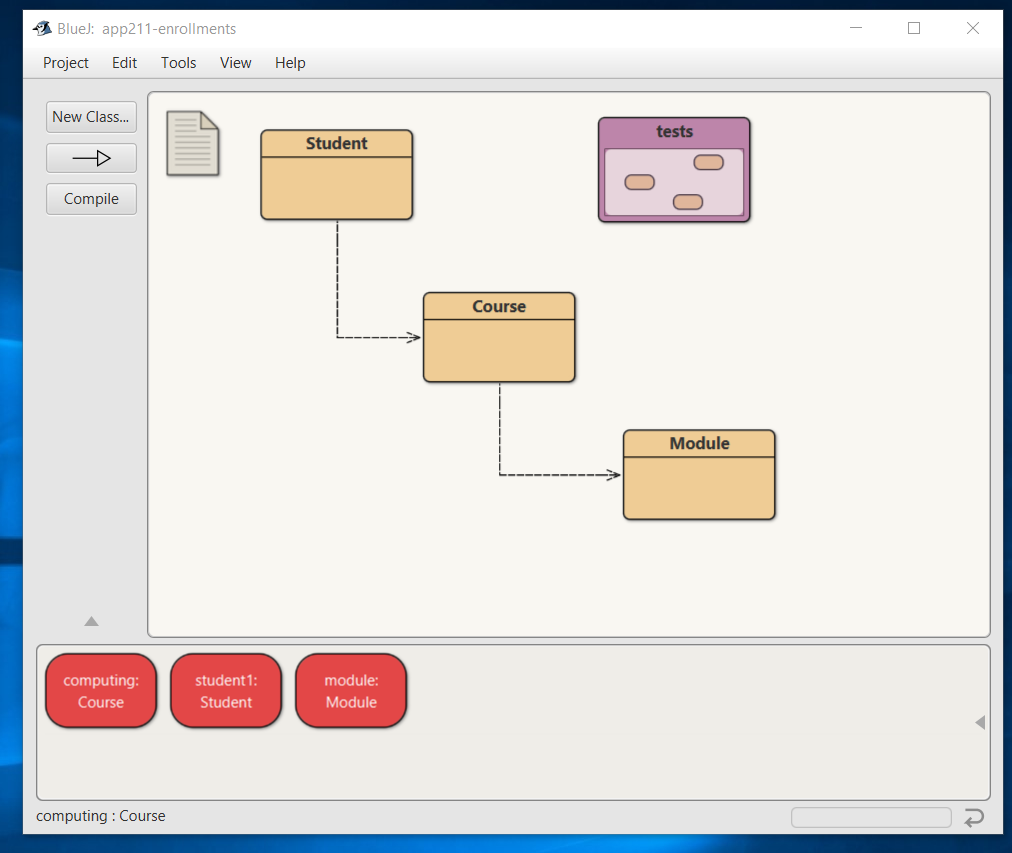 BlueJ: app211-enrollments
Project Edit Tools View Help
New Class...
Compile
Student
tests
Course
Module
computing:
Course
student1:
Student
module:
Module
computing : Course